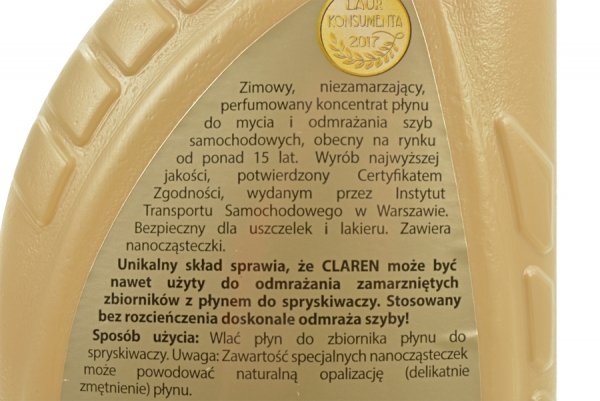 LAUR
KONSUMENTA
2017
Zimowy, niezamarzający,
perfumowany koncentrat płynu
do mycia i odmrażania szyb
samochodowych, obecny na rynku
od ponad 15 lat. Wyrób najwyższej
jakości, potwierdzony Certyfikatem
Zgodności, wydanym przez Instytut
Transportu Samochodowego w Warszawie.
Bezpieczny dla uszczelek i lakieru. Zawiera
nanocząsteczki.
Unikalny skład sprawia, że CLAREN może być
nawet użyty do odmrażania zamarzniętych
zbiorników z płynem do spryskiwaczy. Stosowany
bez rozcieńczenia doskonale odmraża szyby!
Sposób użycia: Wlać płyn do zbiornika płynu do
spryskiwaczy. Uwaga: Zawartość specjalnych nanocząsteczek
może powodować naturalną opalizację (delikatnie
zmętnienie) płynu.